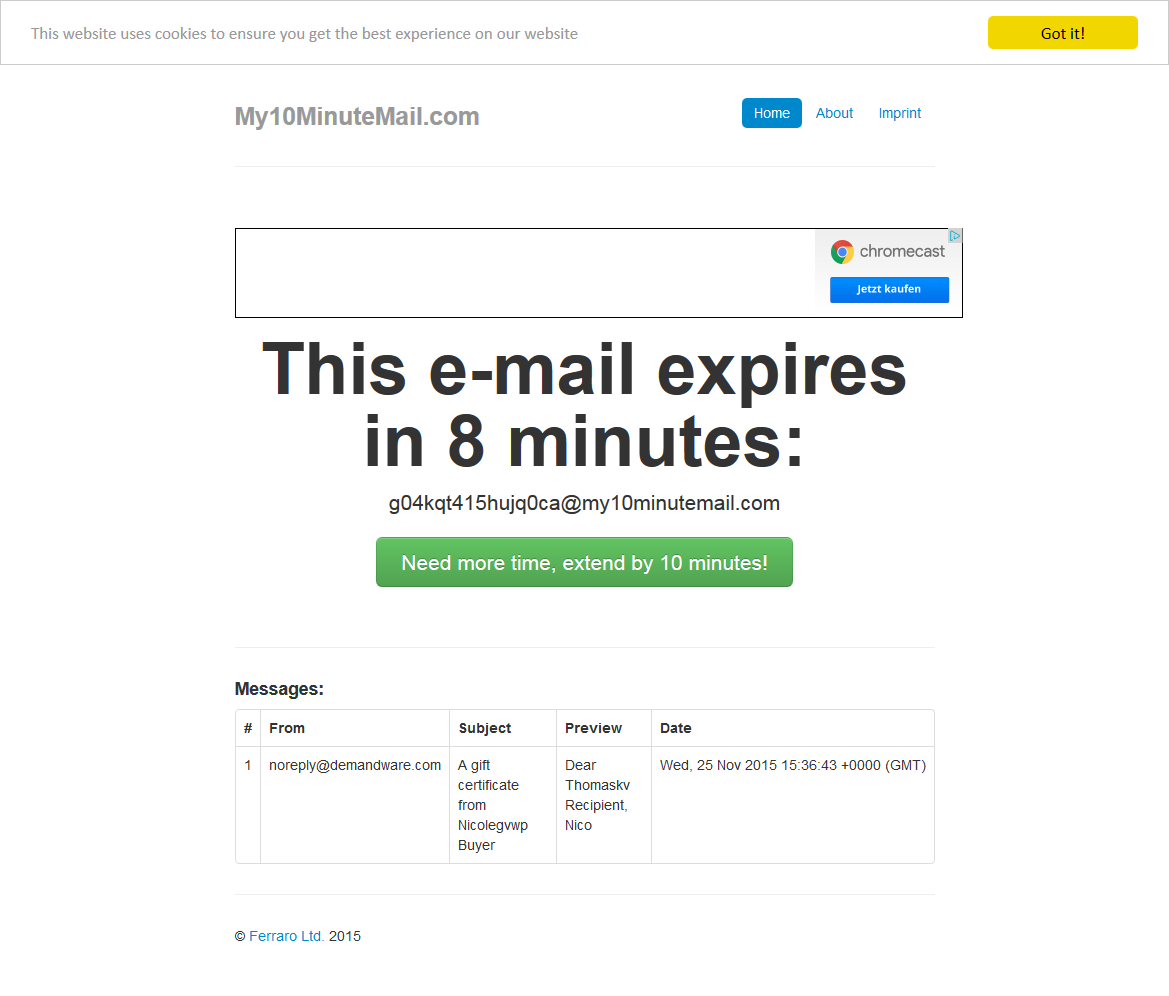 This website uses cookies to ensure you get the best experience on our website
Got it!
My10MinuteMail.com
Home
About
Imprint
chromecast
Jetzt kaufen
This e-mail expires
in 8 minutes:
g04kqt415hujq0ca@my10minutemail.com
Need more time, extend by 10 minutes!
Messages:
# From Subject Preview Date
1 noreply@demandware.com A gift Dear Wed, 25 Nov 2015 15:36:43 +0000 (GMT)
certificate Thomaskv
from Recipient,
Nicolegvwp Nico
Buyer
© Ferraro Ltd. 2015